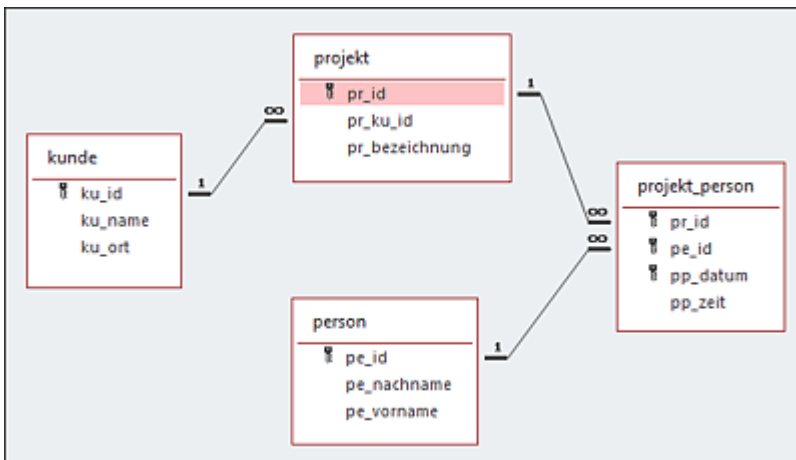 projekt
pr_id
pr_ku_id
pr_bezeichnung
1
∞
kunde
ku_id
ku_name
ku_ort
1
projekt_person
pr_id
pe_id
pp_datum
pp_zeit
∞
∞
person
pe_id
pe_nachname
pe_vorname
1